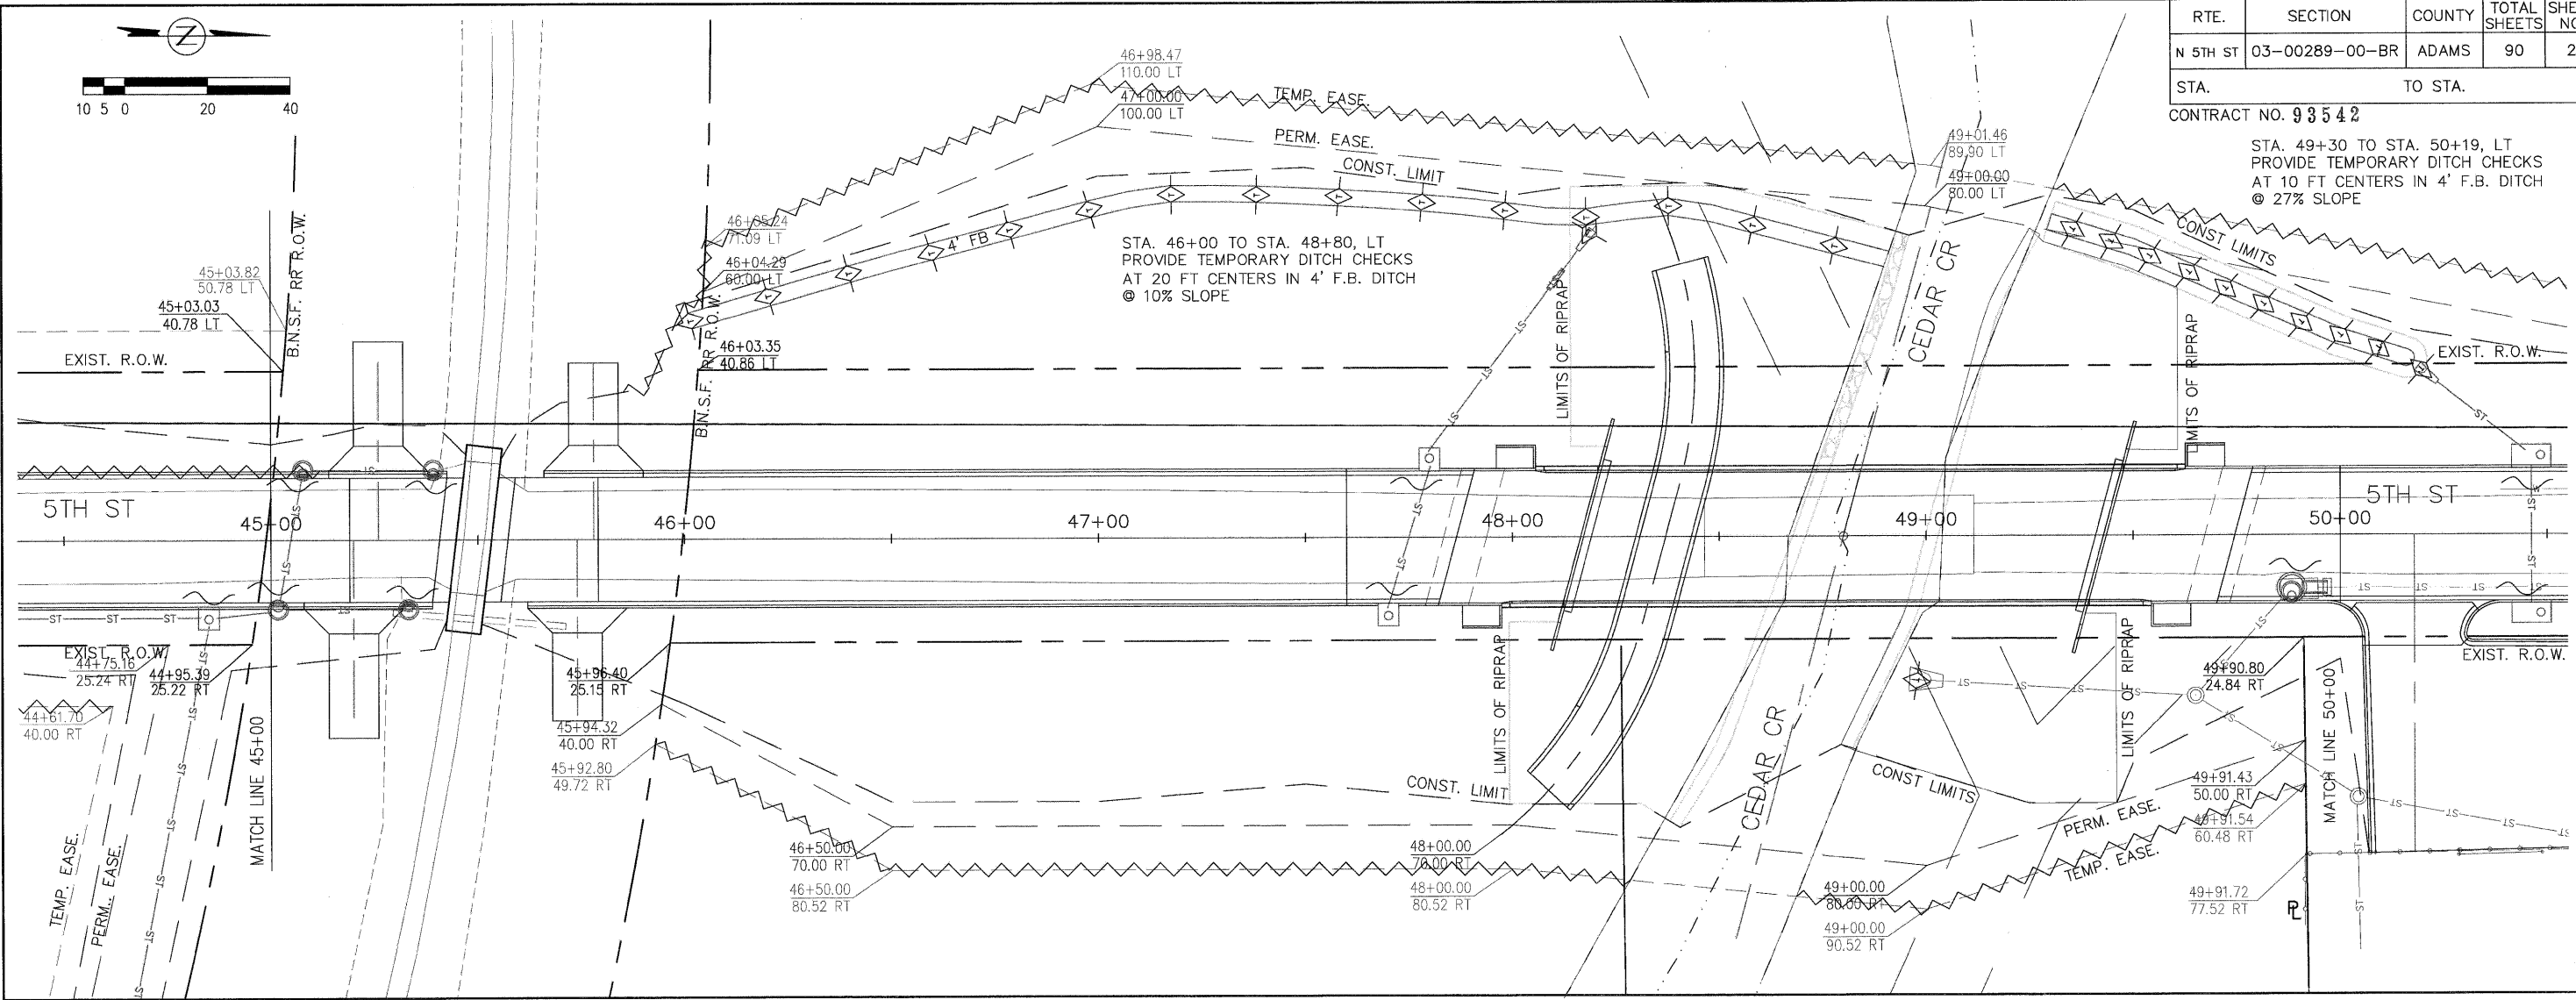 RTE. SECTION COUNTY TOTAL SHEETS
N 5TH ST 03-00289-00-BR ADAMS 90 2
STA. TO STA.
CONTRACT NO. 93542
STA. 49+30 TO STA. 50+19, LT
PROVIDE TEMPORARY DITCH CHECKS
AT 10 FT CENTERS IN 4' F.B. DITCH
@ 27% SLOPE
Z
10 5 0 20 40
46+98.47
110.00 LT
47+00.00
100.00 LT
TEMP. EASE.
PERM. EASE.
CONST. LIMIT
49+01.46
89.90 LT
49+00.00
80.00 LT
CONST LIMITS
46+05.24
71.09 LT
46+04.29
60.00 LT
4' FB
STA. 46+00 TO STA. 48+80, LT
PROVIDE TEMPORARY DITCH CHECKS
AT 20 FT CENTERS IN 4' F.B. DITCH
@ 10% SLOPE
45+03.82
50.78 LT
45+03.03
40.78 LT
B.N.S.F. RR R.O.W.
B.N.S.F. RR R.O.W.
46+03.35
40.86 LT
EXIST. R.O.W.
EXIST. R.O.W.
LIMITS OF RIPRAP
CEDAR CR
LIMITS OF RIPRAP
5TH ST
45+00
46+00
47+00
48+00
49+00
50+00
5TH ST
ST
EXIST. R.O.W.
44+75.16
25.24 RT
44+95.39
25.22 RT
44+61.70
40.00 RT
45+96.40
25.15 RT
45+94.32
40.00 RT
45+92.80
49.72 RT
MATCH LINE 45+00
TEMP. EASE.
PERM. EASE.
LIMITS OF RIPRAP
CONST. LIMIT
46+50.00
70.00 RT
46+50.00
80.52 RT
48+00.00
70.00 RT
48+00.00
80.52 RT
CEDAR CR
CONST LIMITS
LIMITS OF RIPRAP
49+00.00
80.00 RT
49+00.00
90.52 RT
PERM. EASE.
TEMP. EASE.
49+90.80
24.84 RT
49+91.43
50.00 RT
49+91.54
60.48 RT
49+91.72
77.52 RT
MATCH LINE 50+00
EXIST. R.O.W.
PL